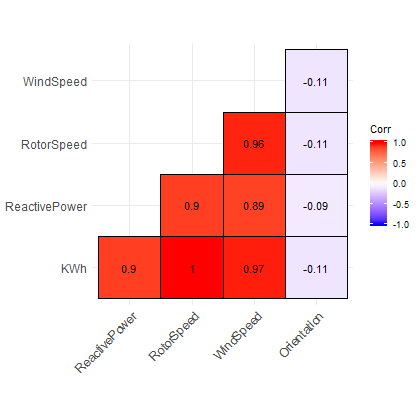 WindSpeed
-0.11
RotorSpeed
0.96
-0.11
ReactivePower
0.9
0.89
-0.09
KWh
0.9
1
0.97
-0.11
ReactivePower
RotorSpeed
WindSpeed
Orientation
Corr
1.0
0.5
0.0
-0.5
-1.0